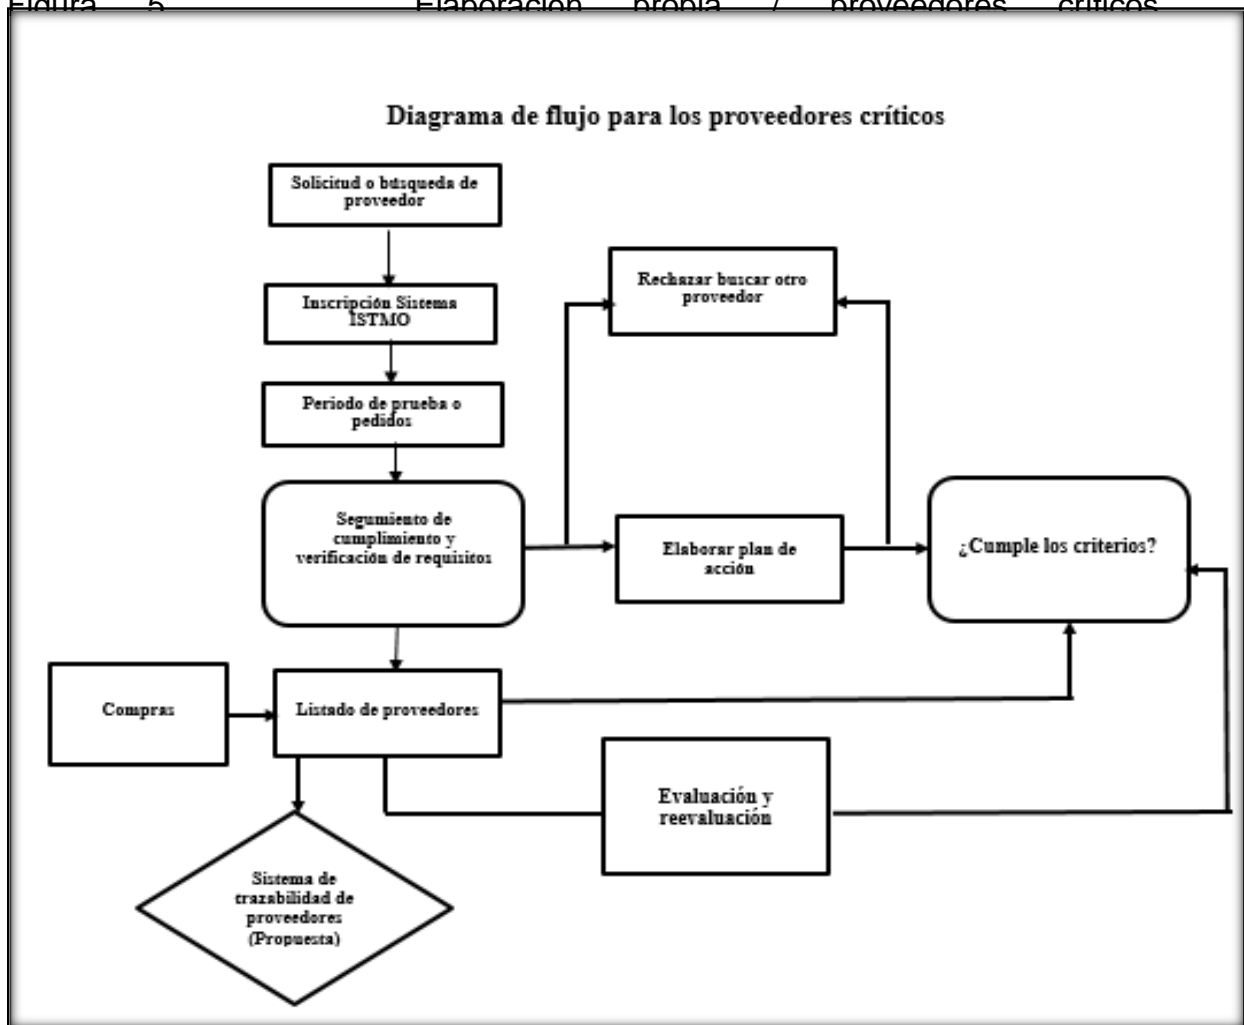 Figura 5 Elaboración propia / proveedores críticos
Diagrama de flujo para los proveedores críticos
Solicitud o búsqueda de
proveedor
Inscripción Sistema
ISTMO
Periodo de prueba o
pedidos
Rechazar buscar otro
proveedor
Segumiento de
cumplimiento y
verificación de requisitos
Elaborar plan de
acción
¿Cumple los criterios?
Compras
Listado de proveedores
Evaluación y
reevaluación
Sistema de
trazabilidad de
proveedores
(Propuesta)